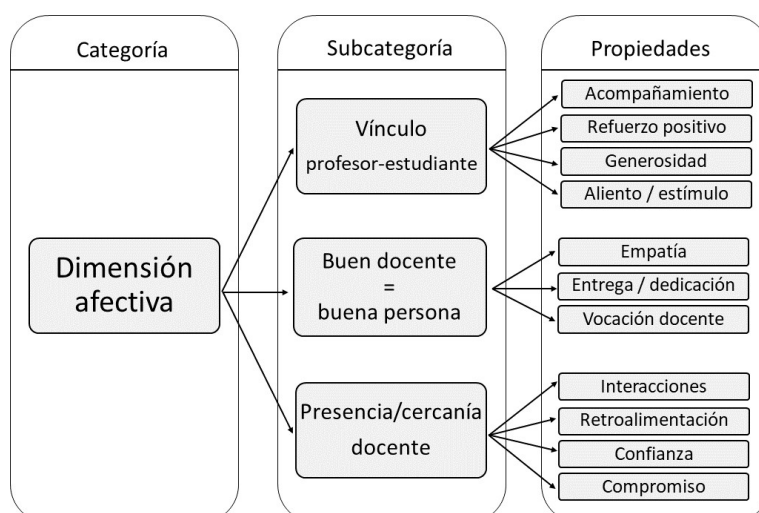 Categoría
Subcategoría
Propiedades
Dimensión
afectiva
Vínculo
profesor-estudiante
Acompañamiento
Refuerzo positivo
Generosidad
Aliento / estímulo
Buen docente
=
buena persona
Empatía
Entrega / dedicación
Vocación docente
Presencia/cercanía
docente
Interacciones
Retroalimentación
Confianza
Compromiso